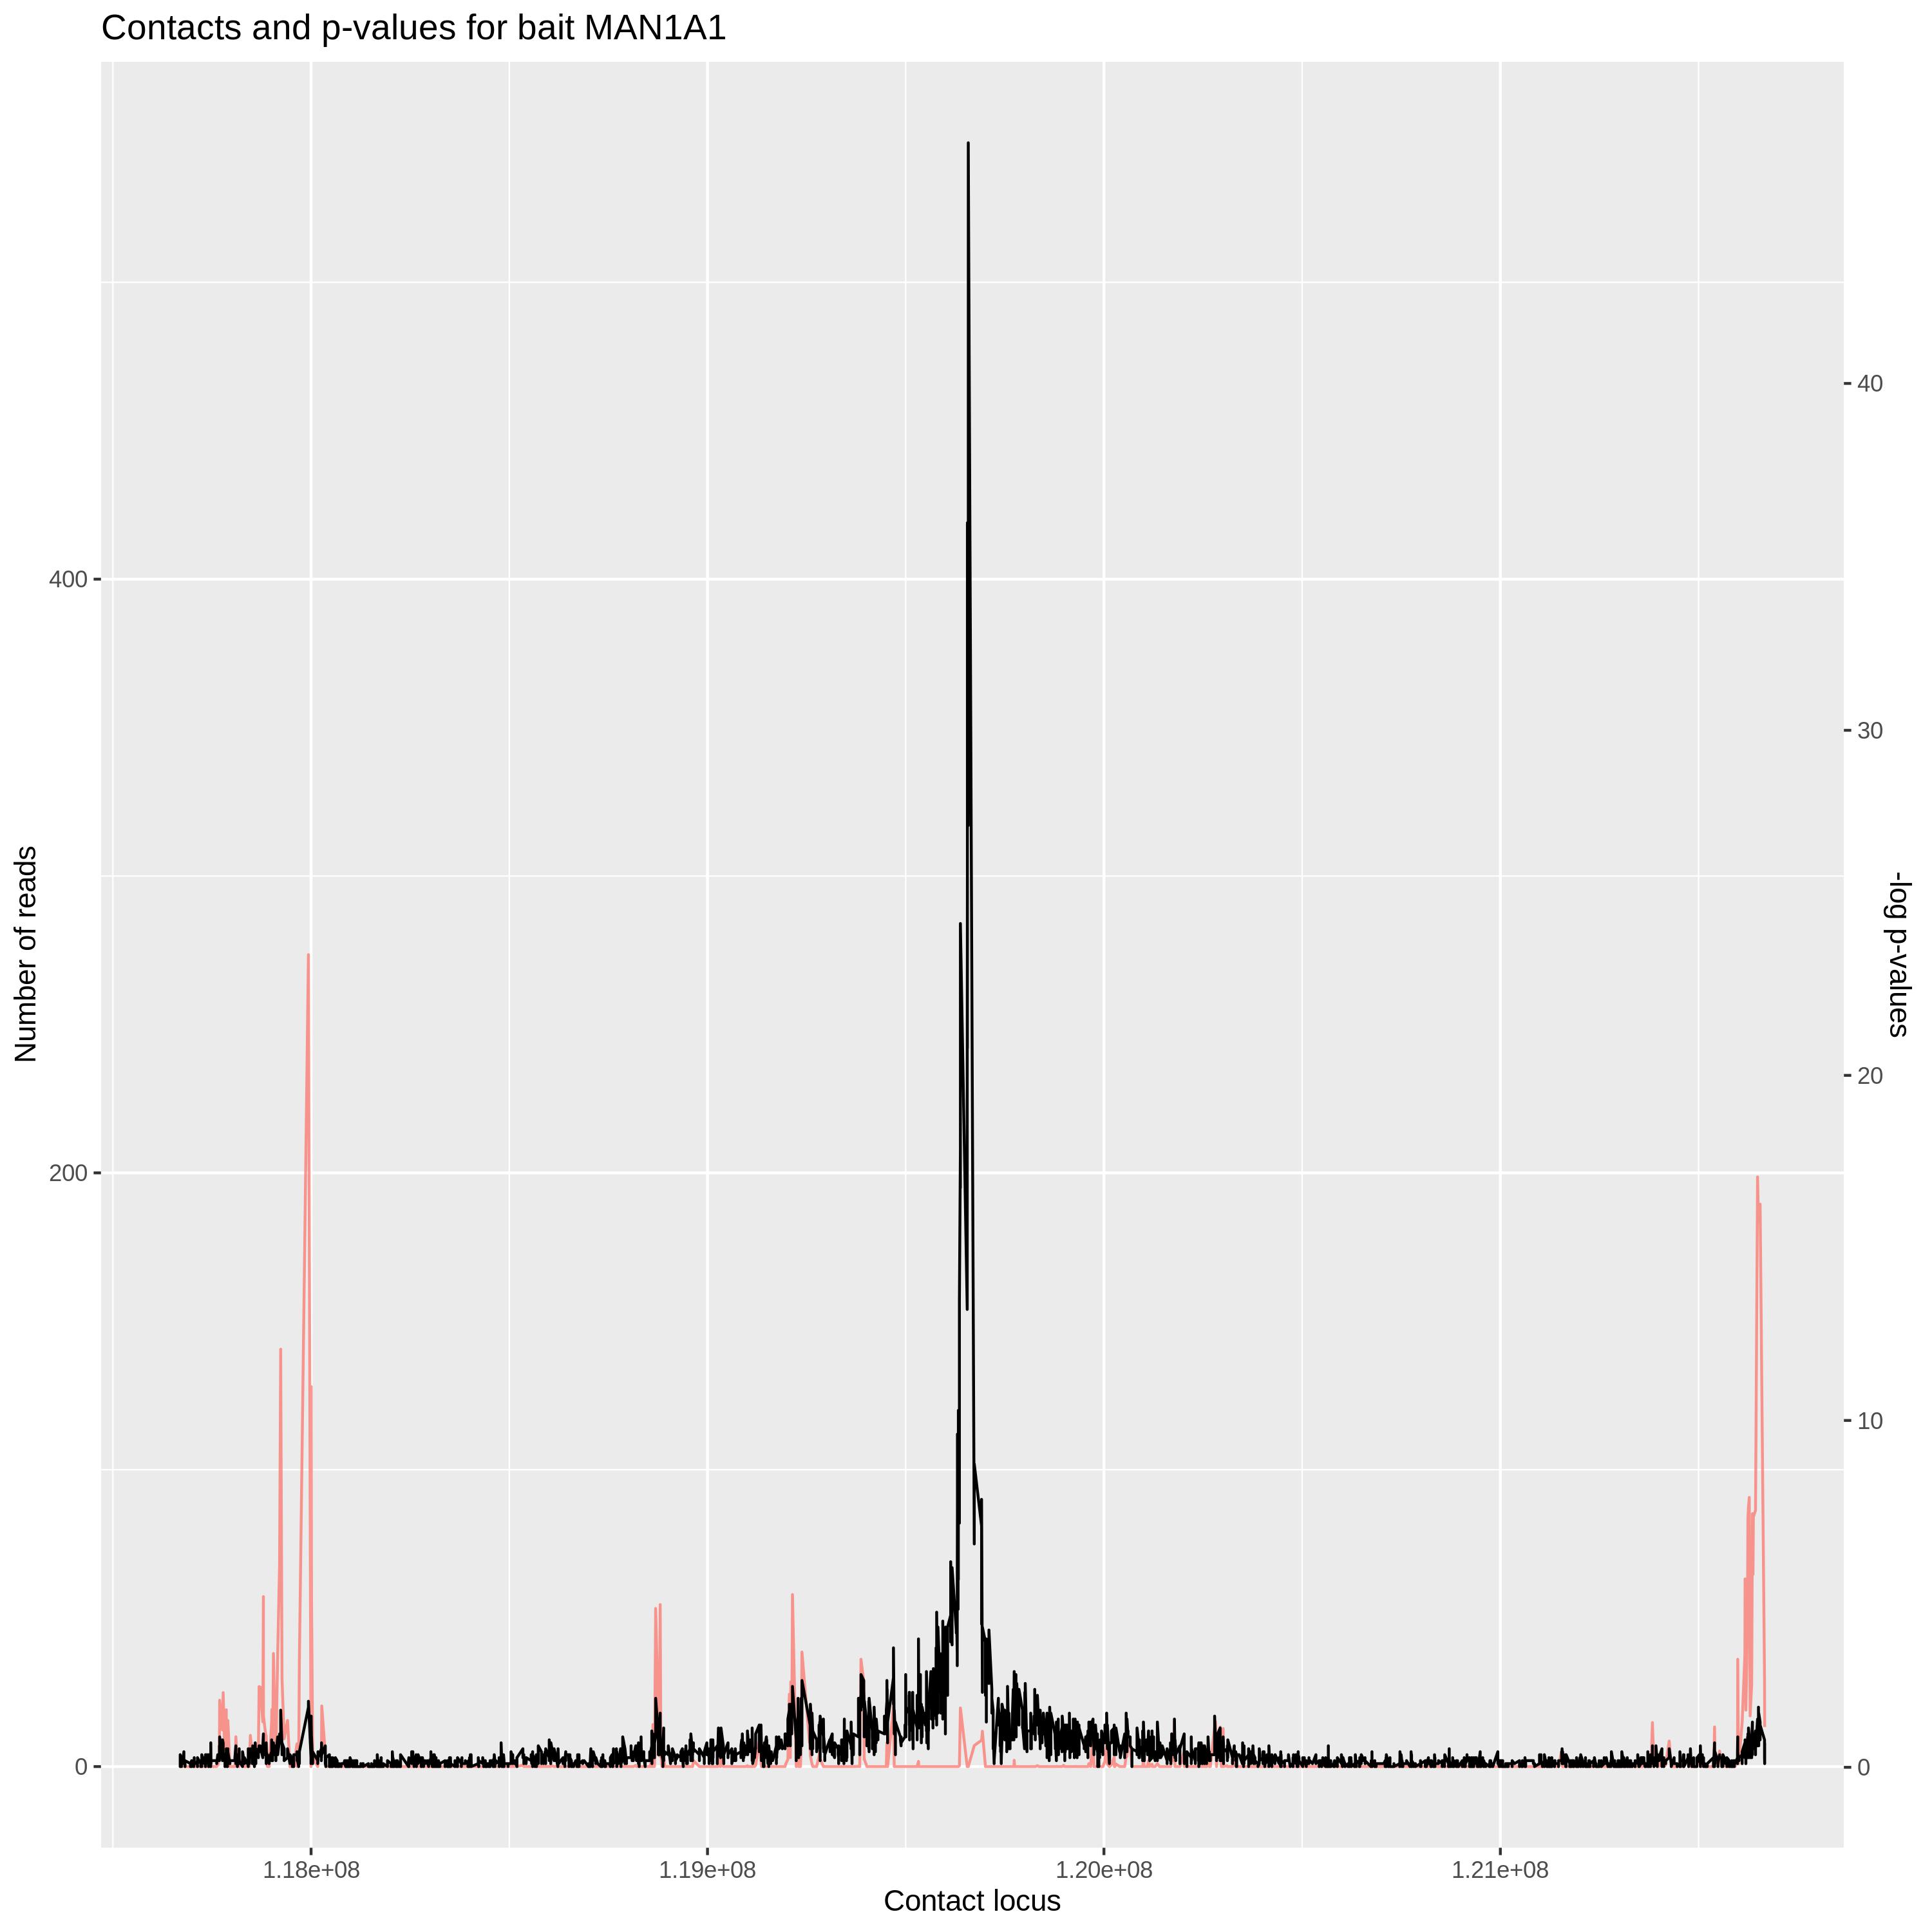 Contacts and p-values for bait MAN1A1
Number of reads
400
200
0
40
30
20
10
0
-log p-values
1.18e+08
1.19e+08
1.20e+08
1.21e+08
Contact locus